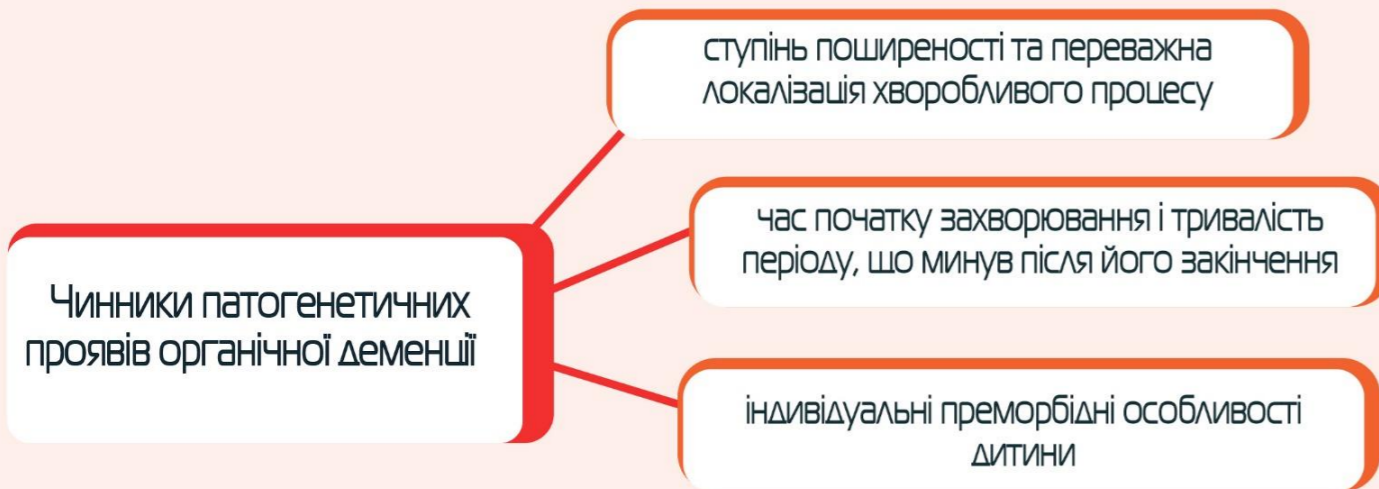 ступінь поширеності та переважна
локалізація хворобливого процесу
час початку захворювання і тривалість
періоду, що минув після його закінчення
Чинники патогенетичних
проявів органічної деменції
індивідуальні преморбідні особливості
дитини